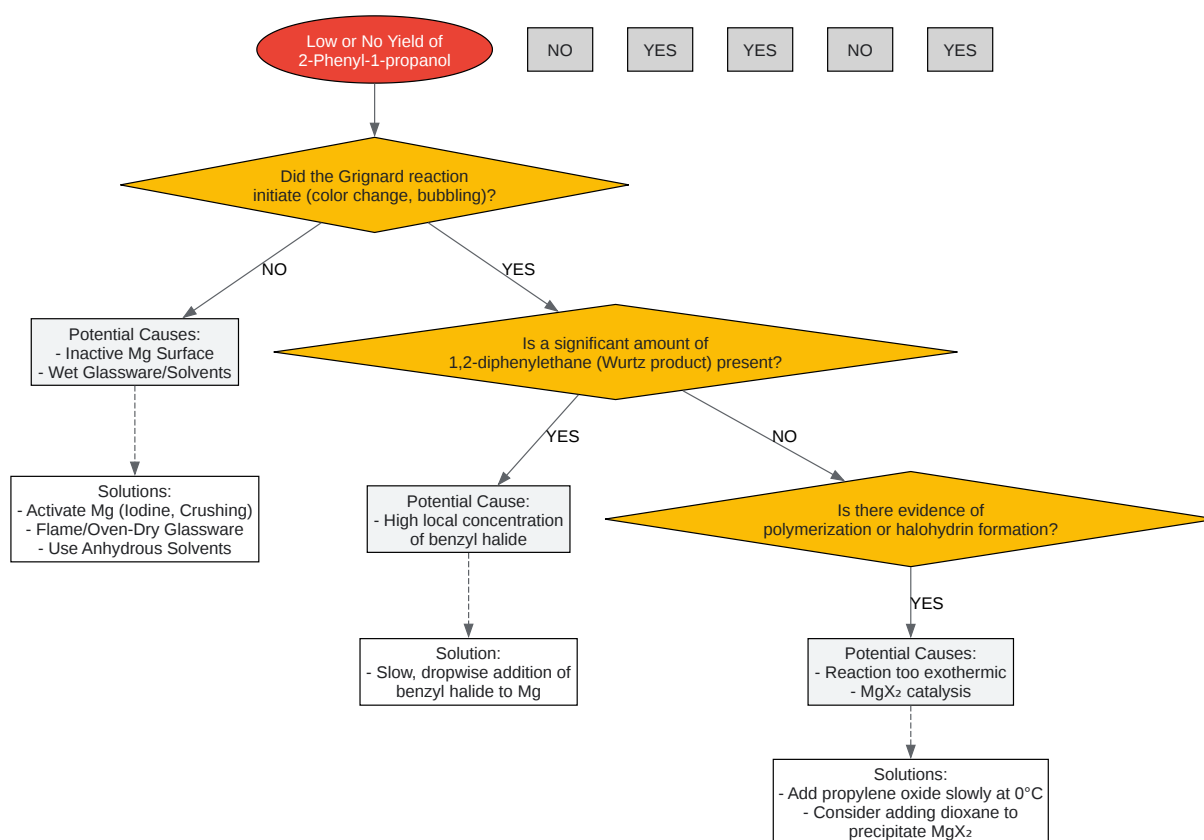 Low or No Yield of
2-Phenyl-1-propanol
NO
YES
YES
NO
YES
Did the Grignard reaction
initiate (color change, bubbling)?
NO
YES
Potential Causes:
- Inactive Mg Surface
- Wet Glassware/Solvents
Is a significant amount of
1,2-diphenylethane (Wurtz product) present?
YES
NO
Solutions:
- Activate Mg (Iodine, Crushing)
- Flame/Oven-Dry Glassware
- Use Anhydrous Solvents
Potential Cause:
- High local concentration
of benzyl halide
Is there evidence of
polymerization or halohydrin formation?
YES
Solution:
- Slow, dropwise addition of
benzyl halide to Mg
Potential Causes:
- Reaction too exothermic
- MgX₂ catalysis
Solutions:
- Add propylene oxide slowly at 0°C
- Consider adding dioxane to
precipitate MgX₂